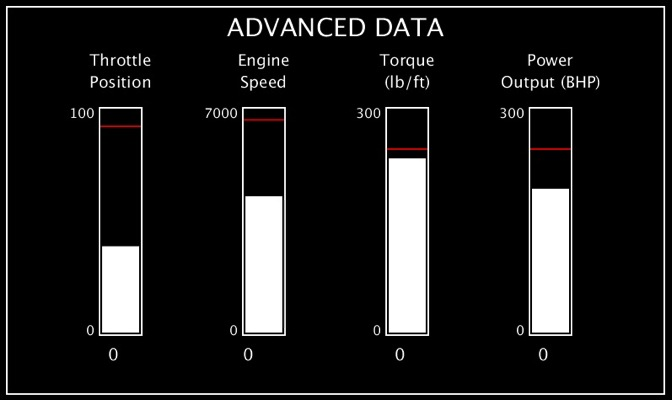 ADVANCED DATA
Throttle
Position
Engine
Speed
Torque
(lb/ft)
Power
Output (BHP)
100
7000
300
300
0
0
0
0
0
0
0
0